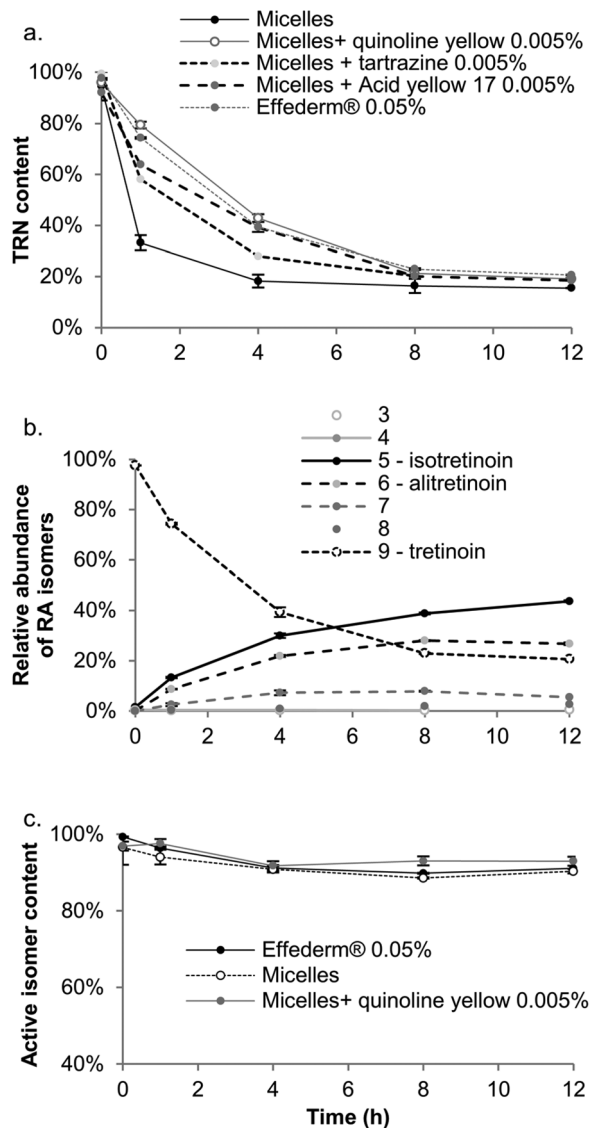 a.
Micelles
Micelles+ quinoline yellow 0.005%
Micelles + tartrazine 0.005%
Micelles + Acid yellow 17 0.005%
Effederm® 0.05%
TRN content
100%
80%
60%
40%
20%
0%
0 2 4 6 8 10 12
b.
3
4
5 - isotretinoin
6 - alitretinoin
7
8
9 - tretinoin
Relative abundance
of RA isomers
100%
80%
60%
40%
20%
0%
0 2 4 6 8 10 12
c.
Active isomer content
100%
80%
60%
40%
Effederm® 0.05%
Micelles
Micelles+ quinoline yellow 0.005%
0 2 4 6 8 10 12
Time (h)